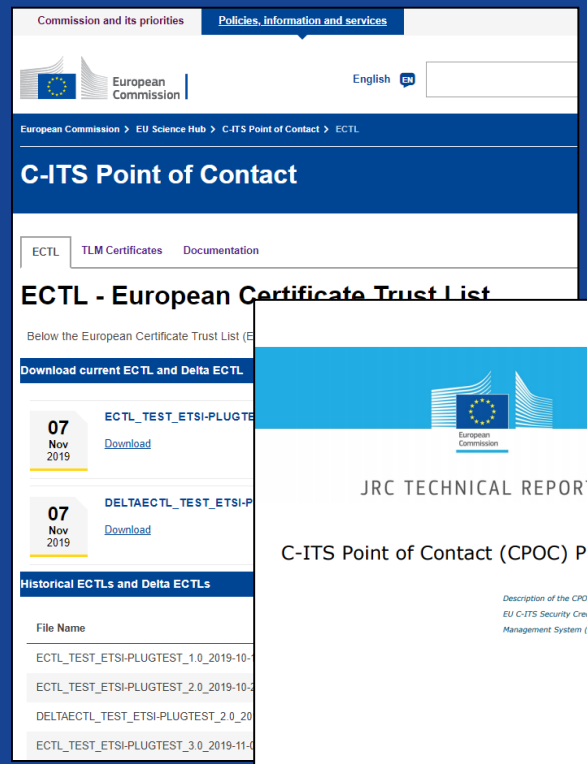 Commission and its priorities
Policies, information and services
European
Commission
English EN
European Commission > EU Science Hub > C-ITS Point of Contact > ECTL
C-ITS Point of Contact
ECTL
TLM Certificates
Documentation
ECTL - European Certificate Trust List
Below the European Certificate Trust List (E
Download current ECTL and Delta ECTL
07
Nov
2019
ECTL_TEST_ETSI-PLUGTE
Download
07
Nov
2019
DELTAECTL_TEST_ETSI-P
Download
Historical ECTLs and Delta ECTLs
File Name
ECTL_TEST_ETSI-PLUGTEST_1.0_2019-10-1
ECTL_TEST_ETSI-PLUGTEST_2.0_2019-10-2
DELTAECTL_TEST_ETSI-PLUGTEST_2.0_20
ECTL_TEST_ETSI-PLUGTEST_3.0_2019-11-0
European
Commission
JRC TECHNICAL REPORT
C-ITS Point of Contact (CPOC) P
Description of the CPO
EU C-ITS Security Cre
Management System (